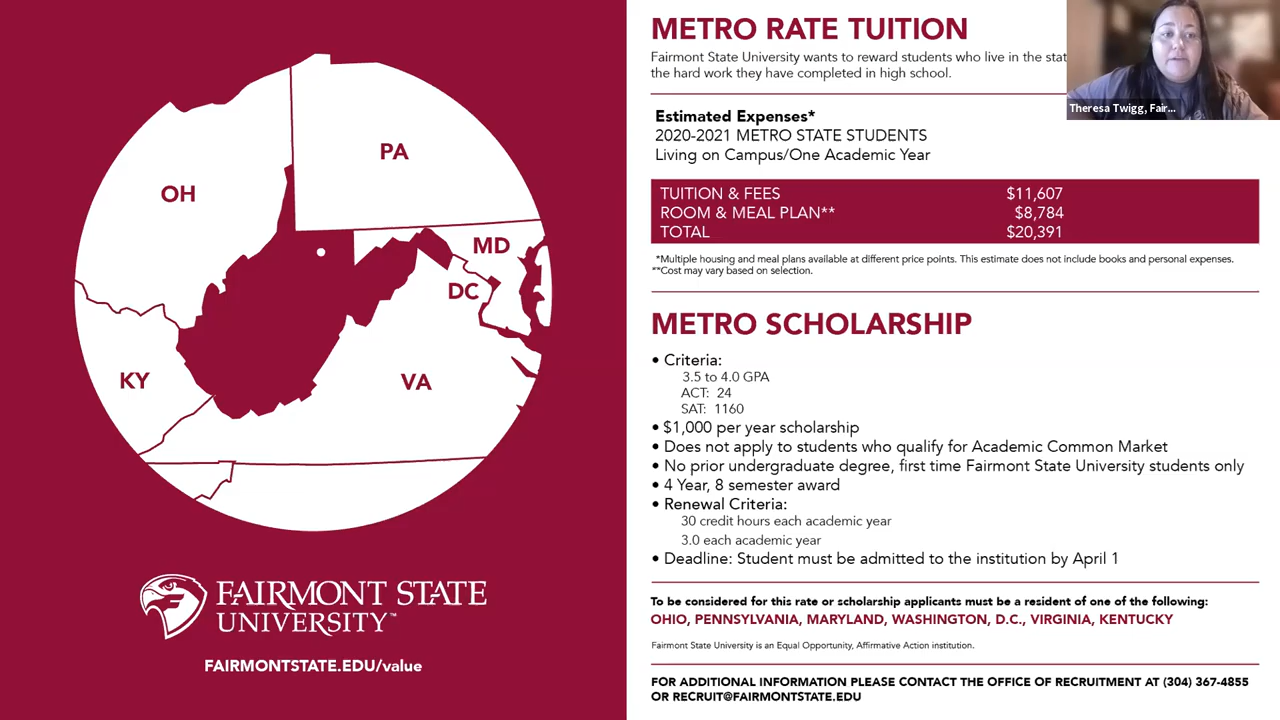 OH
PA
MD
DC
KY
VA
FAIRMONT STATE
UNIVERSITY™
FAIRMONTSTATE.EDU/value
METRO RATE TUITION
Fairmont State University wants to reward students who live in the
the hard work they have completed in high school.
Theresa Twigg, Fair...
Estimated Expenses*
2020-2021 METRO STATE STUDENTS
Living on Campus/One Academic Year
TUITION & FEES $11,607
ROOM & MEAL PLAN** $8,784
TOTAL $20,391
*Multiple housing and meal plans available at different price points. This estimate does not include books and personal expenses.
**Cost may vary based on selection.
METRO SCHOLARSHIP
• Criteria:
3.5 to 4.0 GPA
ACT: 24
SAT: 1160
• $1,000 per year scholarship
• Does not apply to students who qualify for Academic Common Market
• No prior undergraduate degree, first time Fairmont State University students only
• 4 Year, 8 semester award
• Renewal Criteria:
30 credit hours each academic year
3.0 each academic year
• Deadline: Student must be admitted to the institution by April 1
To be considered for this rate or scholarship applicants must be a resident of one of the following:
OHIO, PENNSYLVANIA, MARYLAND, WASHINGTON, D.C., VIRGINIA, KENTUCKY
Fairmont State University is an Equal Opportunity, Affirmative Action institution.
FOR ADDITIONAL INFORMATION PLEASE CONTACT THE OFFICE OF RECRUITMENT AT (304) 367-4855
OR RECRUIT@FAIRMONTSTATE.EDU